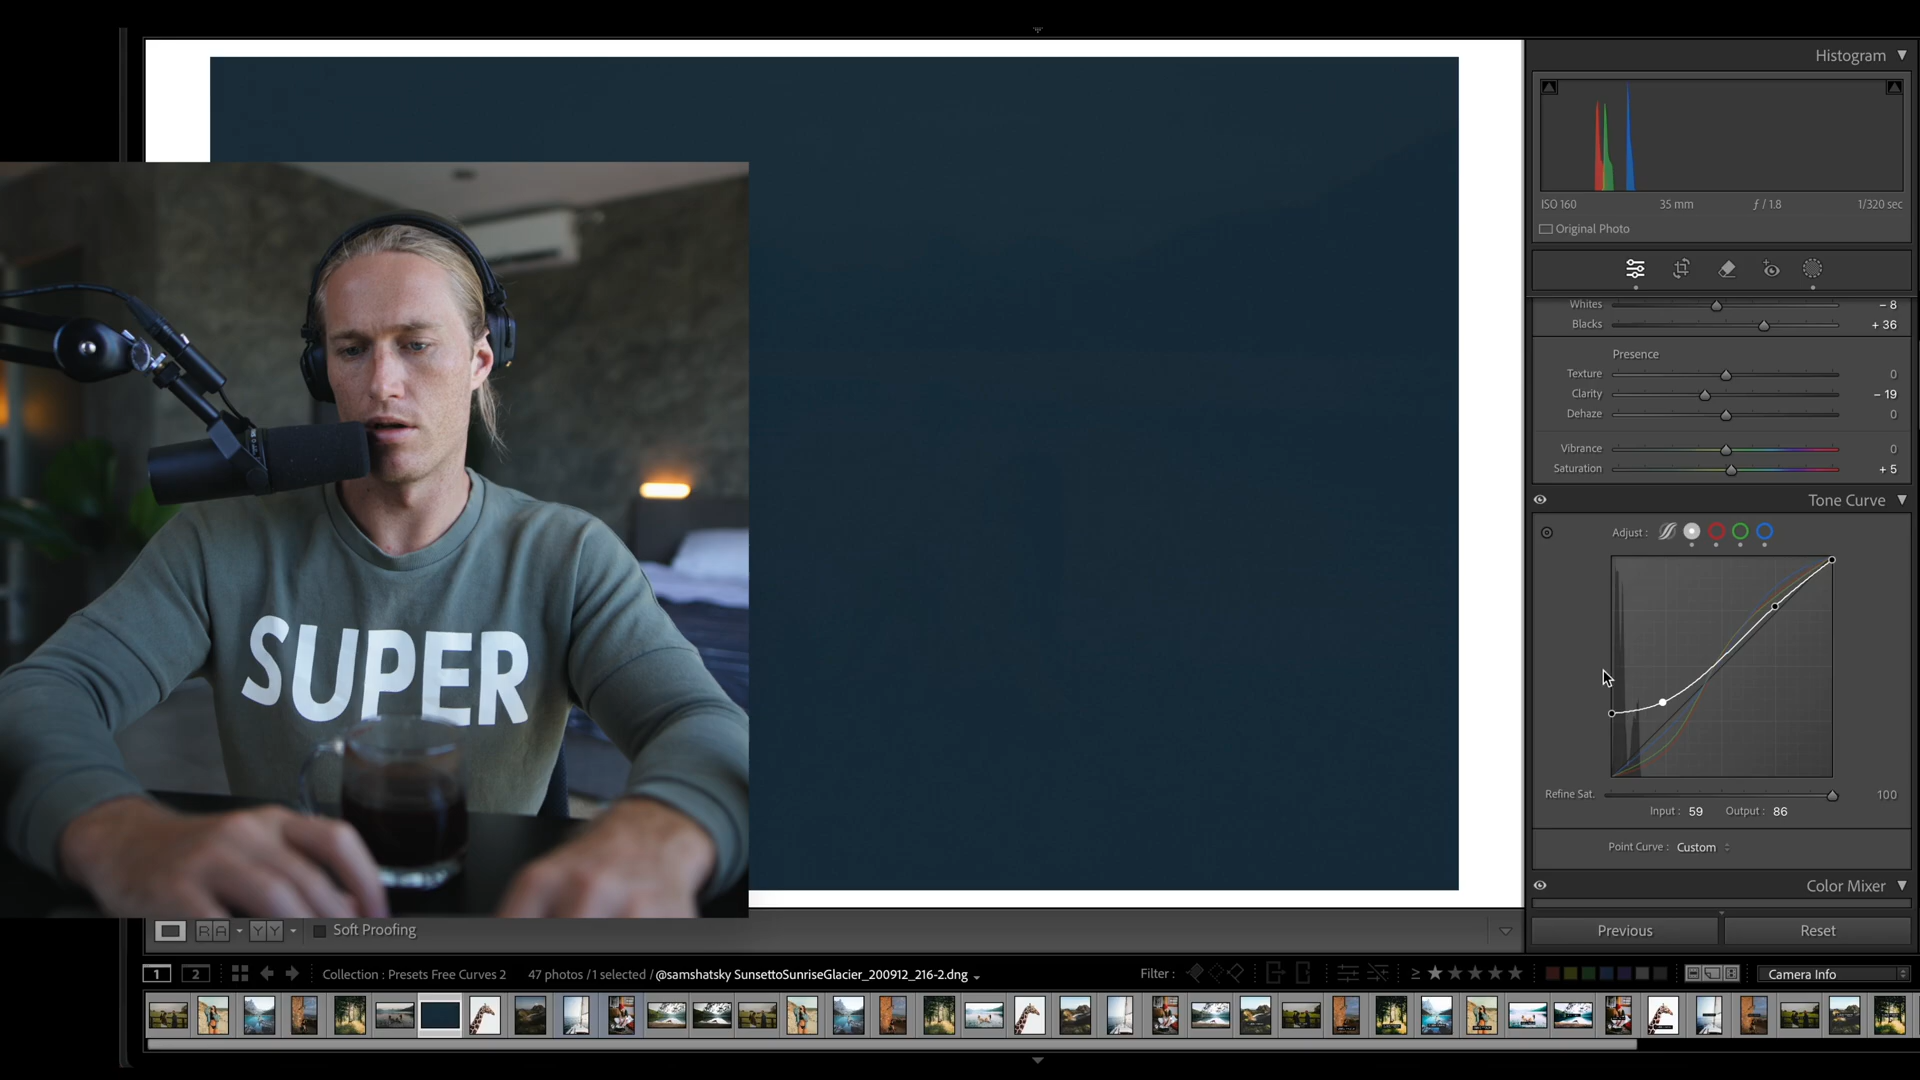 Histogram
ISO 160 35 mm ƒ / 1.8 1/320 sec
Original Photo
Whites - 8
Blacks + 36
Presence
Texture 0
Clarity - 19
Dehaze 0
Vibrance 0
Saturation + 5
Tone Curve
Adjust :
Refine Sat. 100
Input : 59 Output : 86
Point Curve : Custom
Color Mixer
Previous Reset
SUPER
R A Y Y Soft Proofing
1 2 Collection : Presets Free Curves 2 47 photos / 1 selected / @samshatsky SunsettoSunriseGlacier_200912_216-2.dng Filter : ≥ ★★★★★ Camera Info